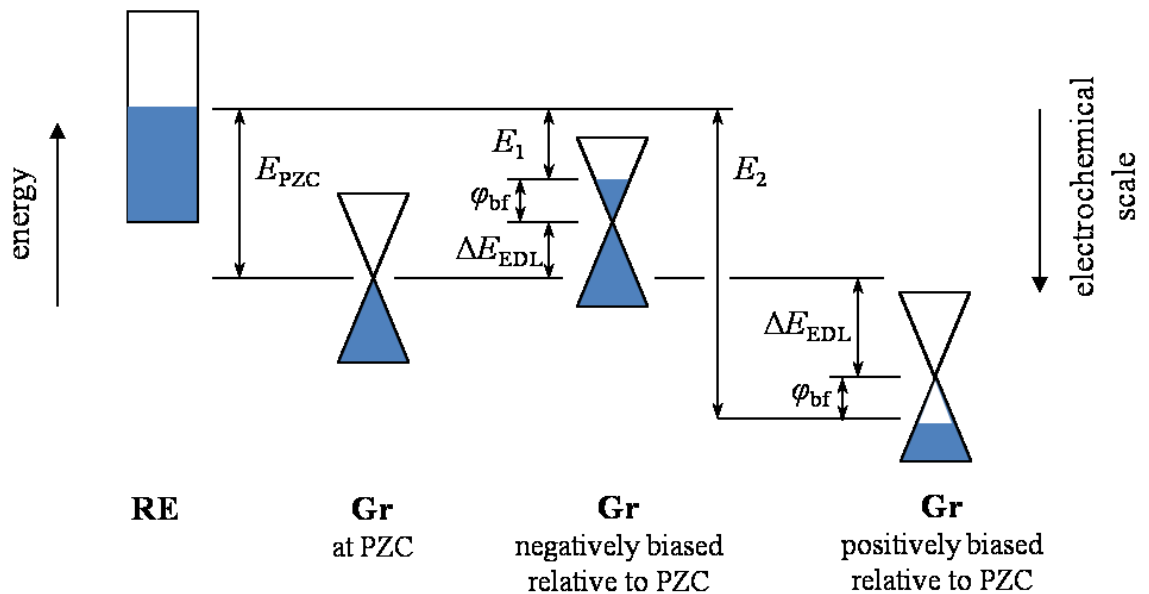 energy
E_PZC
E_1
φ_bf
ΔE_EDL
E_2
ΔE_EDL
φ_bf
electrochemical
scale
RE
Gr
at PZC
Gr
negatively biased
relative to PZC
Gr
positively biased
relative to PZC